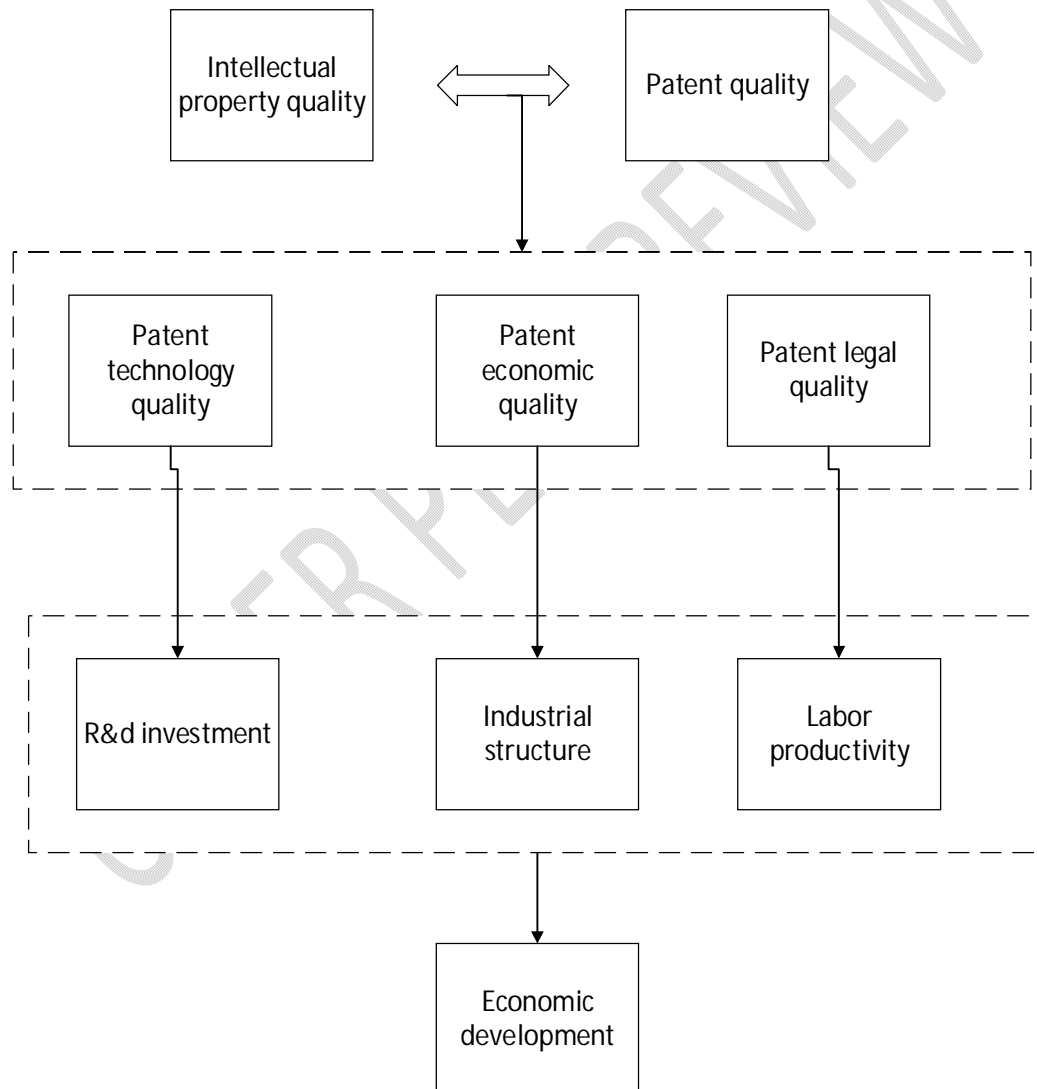 Intellectual
property quality
Patent quality
Patent
technology
quality
Patent
economic
quality
Patent legal
quality
R&d investment
Industrial
structure
Labor
productivity
Economic
development